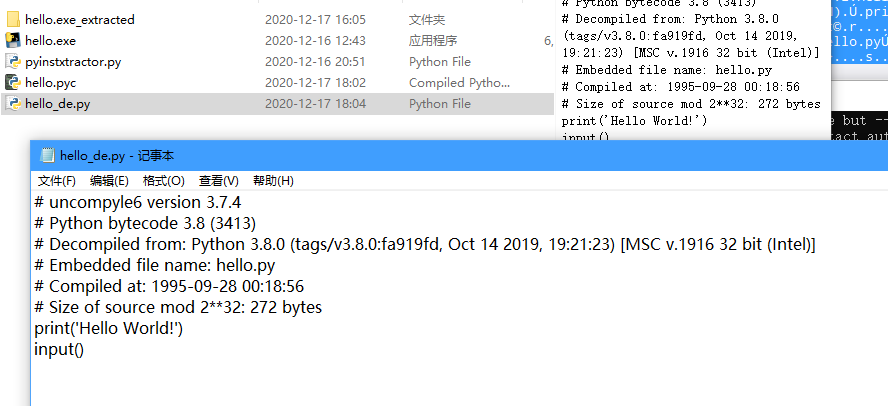 hello.exe_extracted 2020-12-17 16:05 文件夹
hello.exe 2020-12-16 12:43 应用程序 6,
pyinstxtractor.py 2020-12-16 20:51 Python File
hello.pyc 2020-12-17 18:02 Compiled Pytho...
hello_de.py 2020-12-17 18:04 Python File
# Python bytecode 3.8 (3413)
# Decompiled from: Python 3.8.0
(tags/v3.8.0:fa919fd, Oct 14 2019,
19:21:23) [MSC v.1916 32 bit (Intel)]
# Embedded file name: hello.py
# Compiled at: 1995-09-28 00:18:56
# Size of source mod 2**32: 272 bytes
print('Hello World!')
input()
).Ú.pri
©.r....
llo.pyÚ
....s..
e but --
tact aut
hello_de.py - 记事本
文件(F) 编辑(E) 格式(O) 查看(V) 帮助(H)
# uncompyle6 version 3.7.4
# Python bytecode 3.8 (3413)
# Decompiled from: Python 3.8.0 (tags/v3.8.0:fa919fd, Oct 14 2019, 19:21:23) [MSC v.1916 32 bit (Intel)]
# Embedded file name: hello.py
# Compiled at: 1995-09-28 00:18:56
# Size of source mod 2**32: 272 bytes
print('Hello World!')
input()